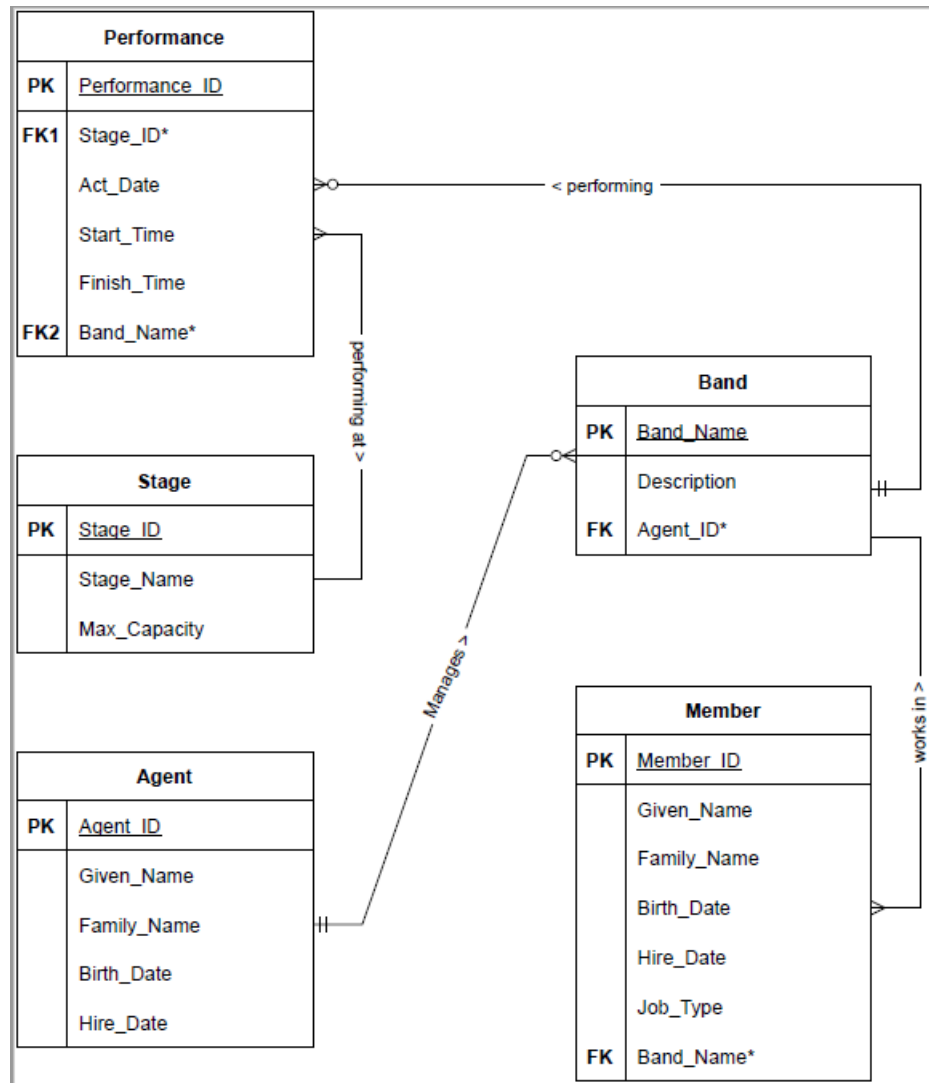 Performance
PK Performance_ID
FK1 Stage_ID*
Act_Date
Start_Time
Finish_Time
FK2 Band_Name*
< performing
performing at >
Band
PK Band_Name
Description
FK Agent_ID*
Stage
PK Stage_ID
Stage_Name
Max_Capacity
Manages >
works in >
Member
PK Member_ID
Given_Name
Family_Name
Birth_Date
Hire_Date
Job_Type
FK Band_Name*
Agent
PK Agent_ID
Given_Name
Family_Name
Birth_Date
Hire_Date